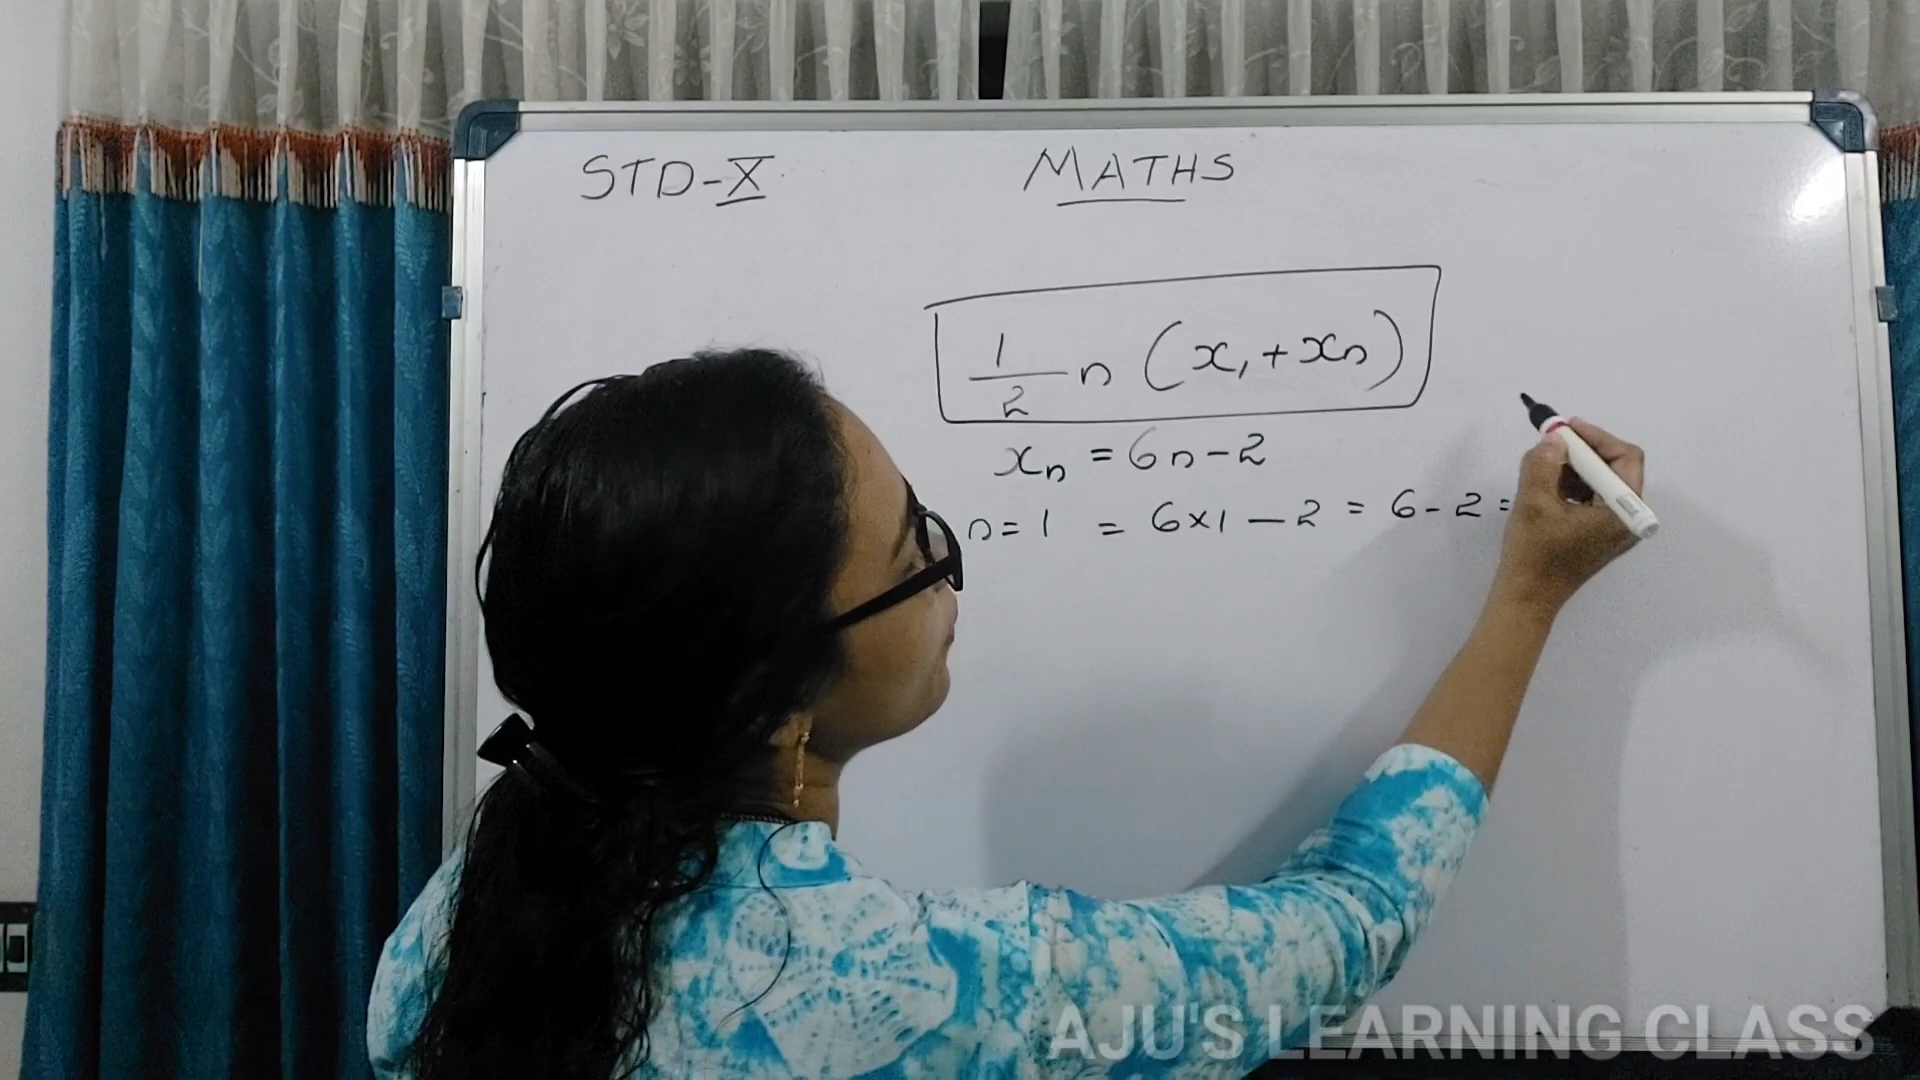 STD-X
MATHS
1/2 n (x₁ + xₙ)
xₙ = 6n - 2
n = 1 = 6×1 - 2 = 6 - 2 =
AJU'S LEARNING CLASS